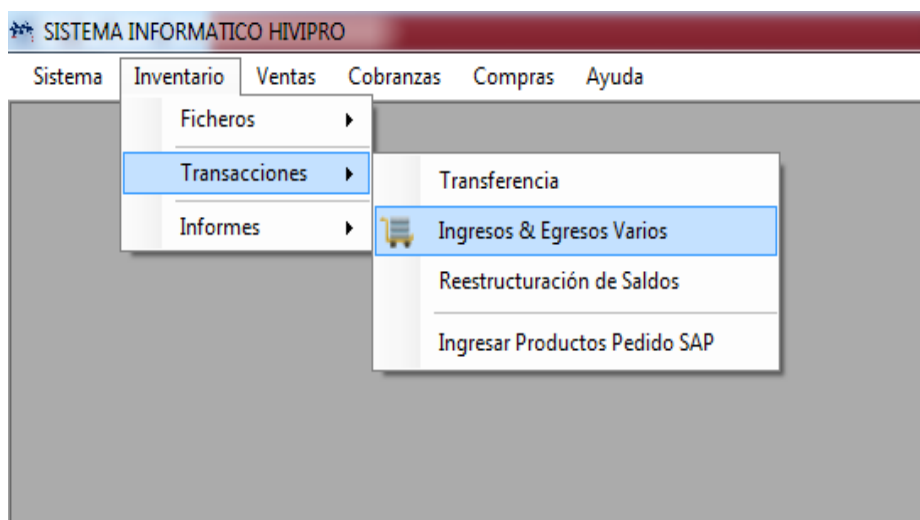 SISTEMA INFORMATICO HIVIPRO
Sistema Inventario Ventas Cobranzas Compras Ayuda
Ficheros
Transacciones
Informes
Transferencia
Ingresos & Egresos Varios
Reestructuración de Saldos
Ingresar Productos Pedido SAP